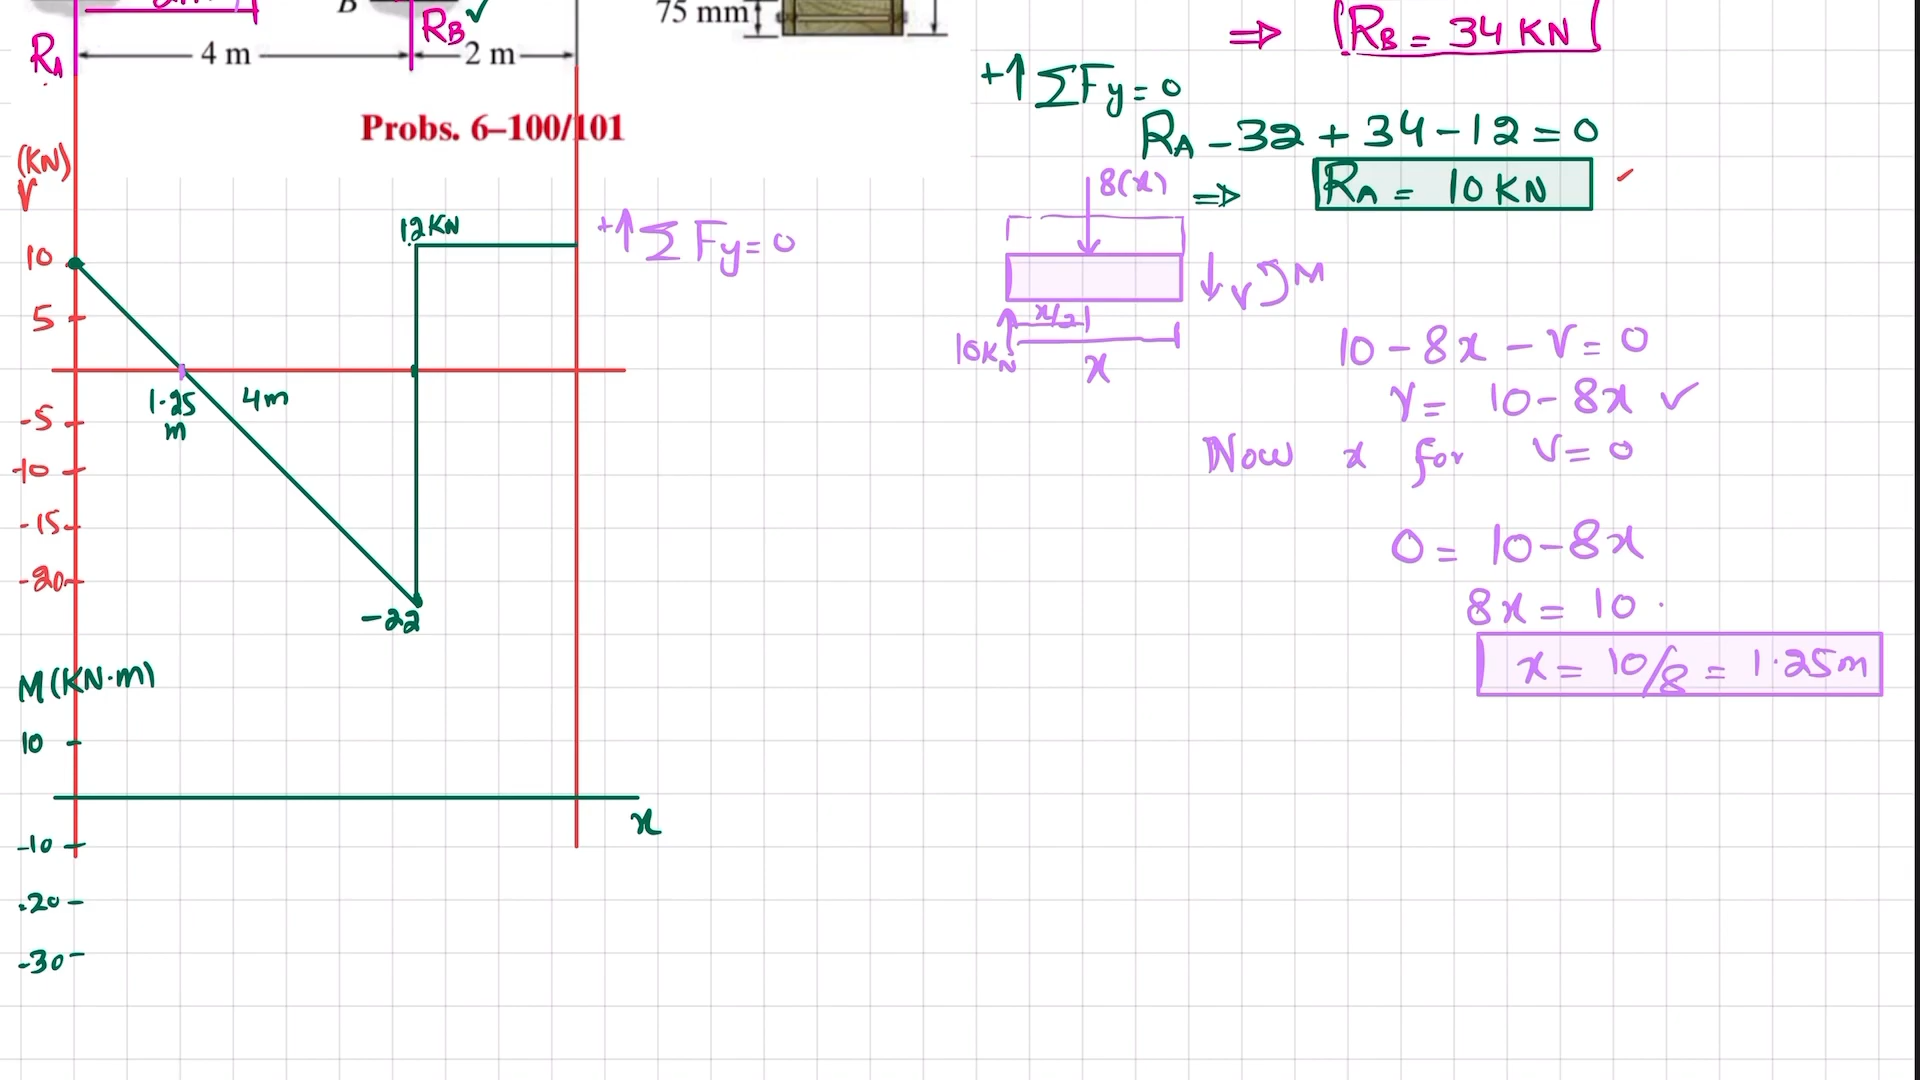 B
75 mm
RB ✓
RA
4 m
2 m
Probs. 6–100/101
⇒ RB = 34 KN
+↑ ΣFy = 0
RA - 32 + 34 - 12 = 0
⇒ RA = 10 KN
(KN)
V
10
5
-5
-10
-15
-20
12KN
1.25
m
4m
-22
+↑ Σ Fy = 0
8(x)
V M
x/2
10KN
x
10 - 8x - V = 0
V = 10 - 8x ✓
Now x for V = 0
0 = 10 - 8x
8x = 10
x = 10/8 = 1.25m
M(KN·m)
10
x
-10
-20
-30